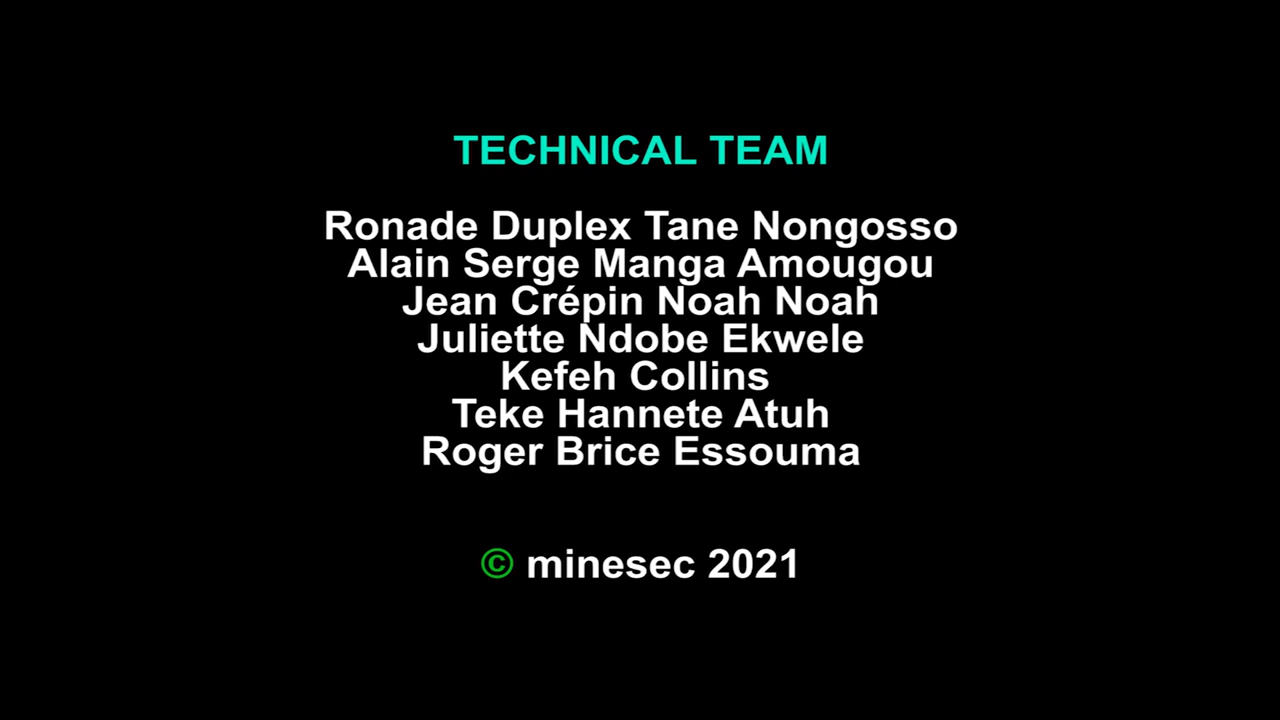 TECHNICAL TEAM
Ronade Duplex Tane Nongosso
Alain Serge Manga Amougou
Jean Crépin Noah Noah
Juliette Ndobe Ekwele
Kefeh Collins
Teke Hannete Atuh
Roger Brice Essouma
© minesec 2021